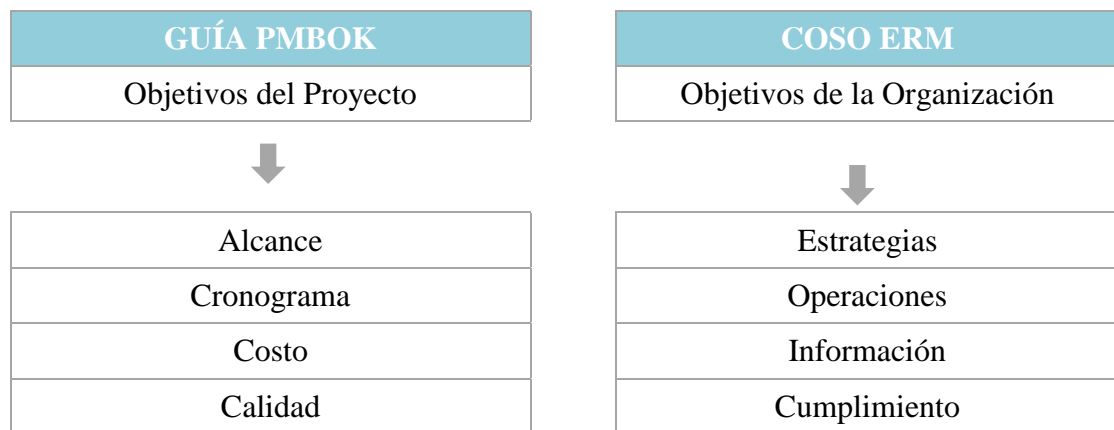 GUÍA PMBOK
Objetivos del Proyecto
Alcance
Cronograma
Costo
Calidad
COSO ERM
Objetivos de la Organización
Estrategias
Operaciones
Información
Cumplimiento